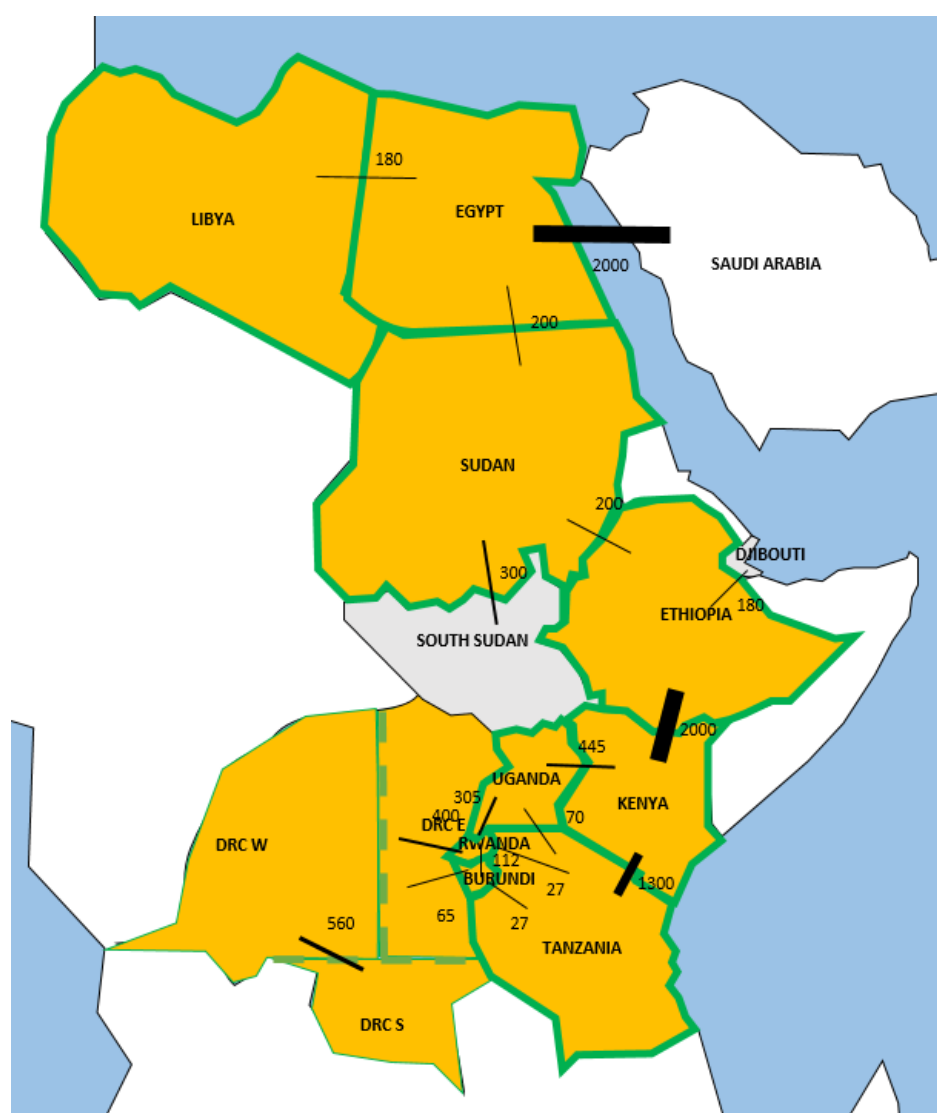 180
LIBYA
EGYPT
2000
SAUDI ARABIA
200
SUDAN
200
300
DJIBOUTI
180
ETHIOPIA
SOUTH SUDAN
2000
445
UGANDA
305
KENYA
400
70
DRC E
DRC W
RWANDA
112
BURUNDI
1300
27
65
27
560
TANZANIA
DRC S